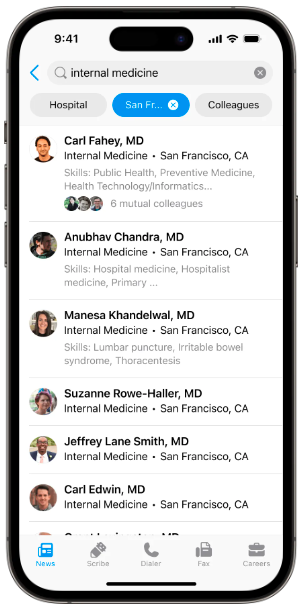 9:41
internal medicine
Hospital
San Fr...
Colleagues
Carl Fahey, MD
Internal Medicine • San Francisco, CA
Skills: Public Health, Preventive Medicine,
Health Technology/Informatics...
6 mutual colleagues
Anubhav Chandra, MD
Internal Medicine • San Francisco, CA
Skills: Hospital medicine, Hospitalist
medicine, Primary ...
Manesa Khandelwal, MD
Internal Medicine • San Francisco, CA
Skills: Lumbar puncture, Irritable bowel
syndrome, Thoracentesis
Suzanne Rowe-Haller, MD
Internal Medicine • San Francisco, CA
Jeffrey Lane Smith, MD
Internal Medicine • San Francisco, CA
Carl Edwin, MD
Internal Medicine • San Francisco, CA
News
Scribe
Dialer
Fax
Careers